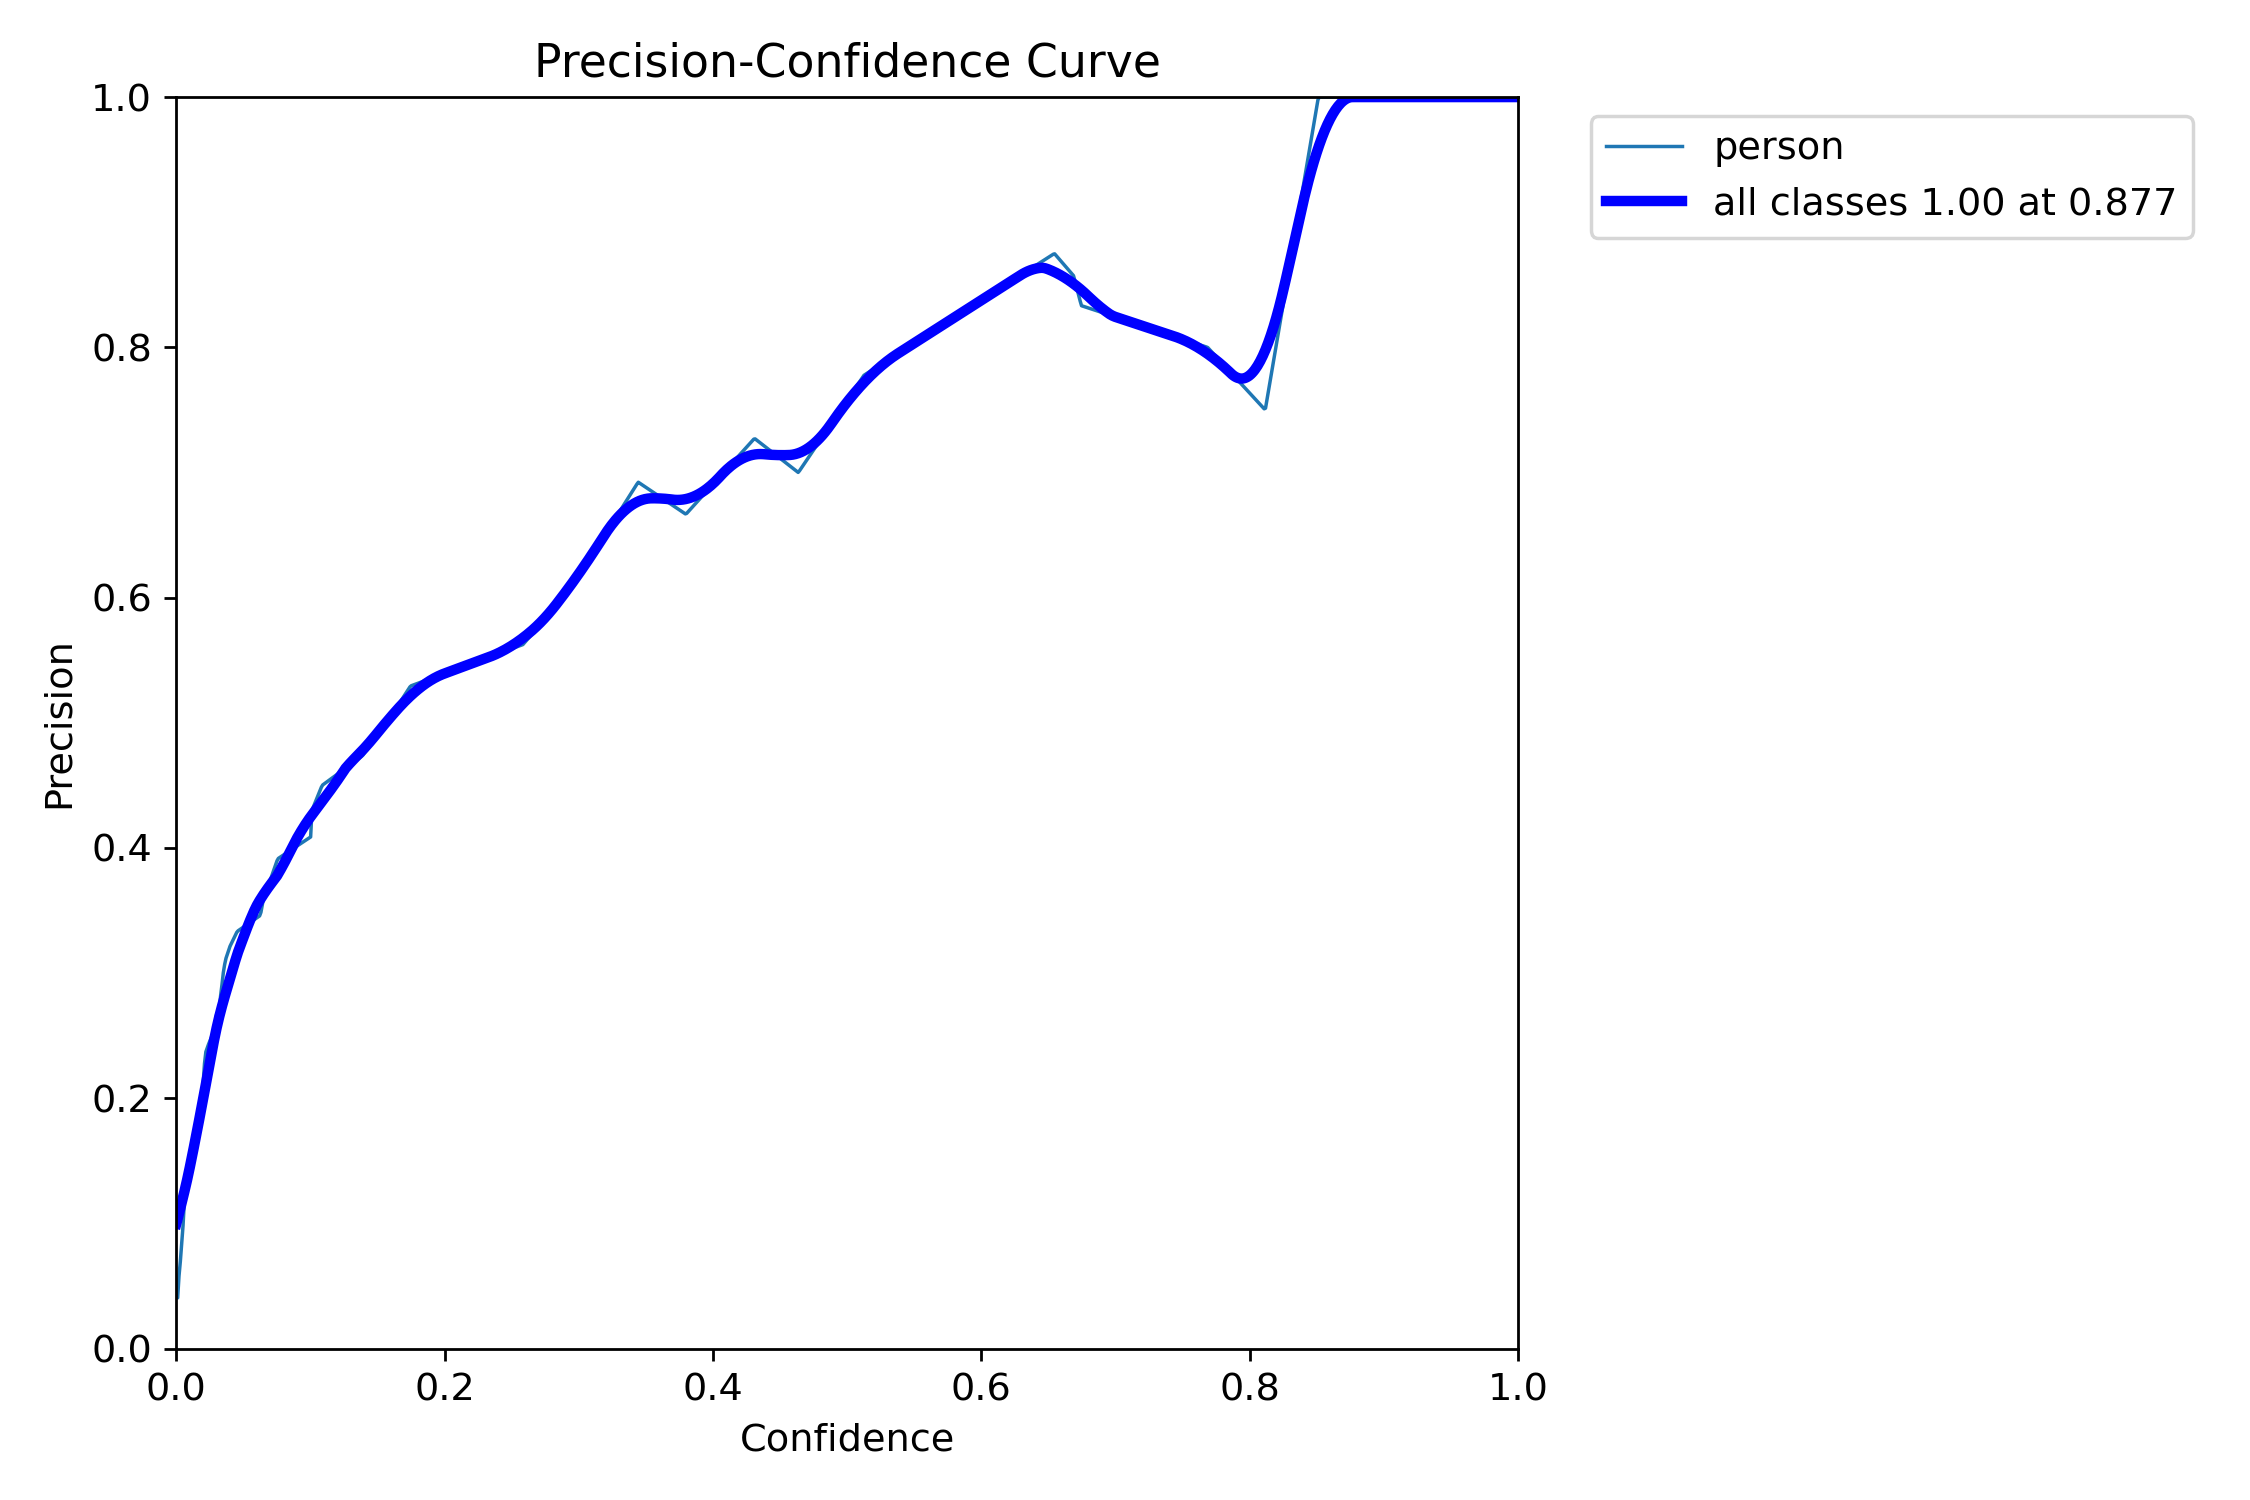 Precision-Confidence Curve
1.0
0.8
0.6
0.4
0.2
0.0
Precision
0.0 0.2 0.4 0.6 0.8 1.0
Confidence
person
all classes 1.00 at 0.877